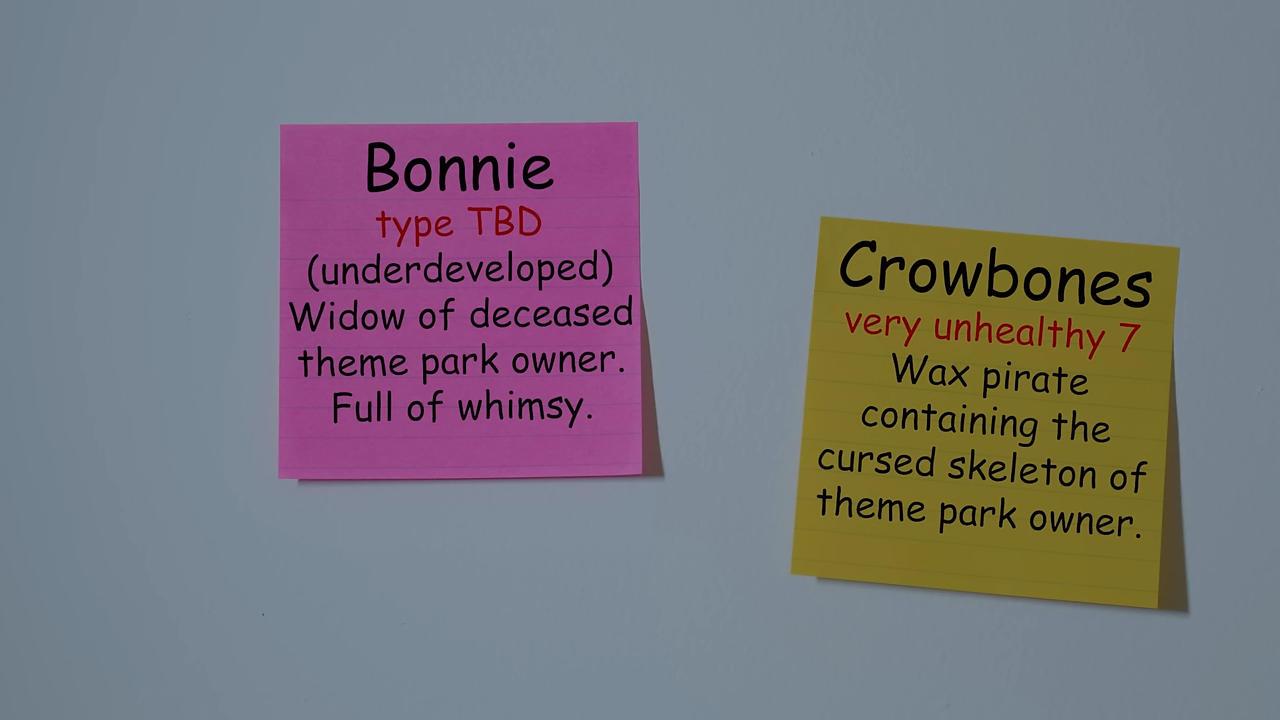 Bonnie
type TBD
(underdeveloped)
Widow of deceased
theme park owner.
Full of whimsy.
Crowbones
very unhealthy 7
Wax pirate
containing the
cursed skeleton of
theme park owner.